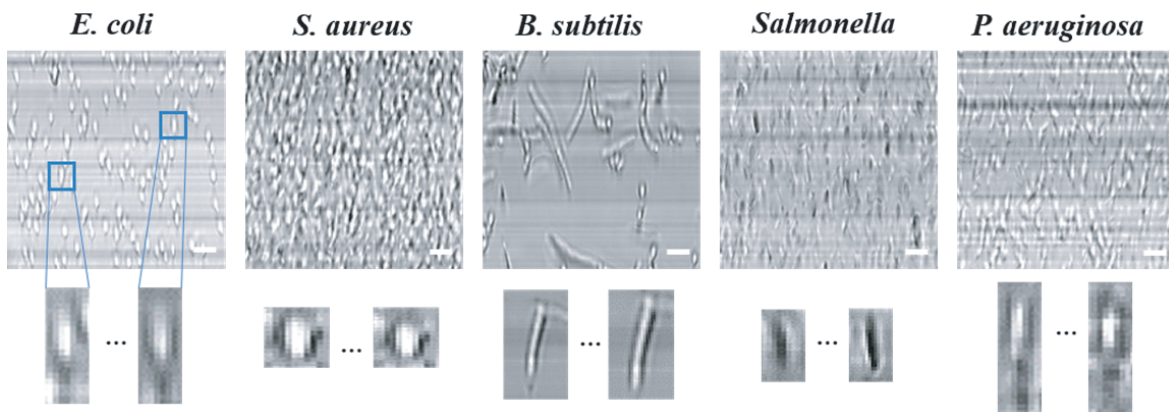 E. coli
S. aureus
B. subtilis
Salmonella
P. aeruginosa
...
...
...
...
...